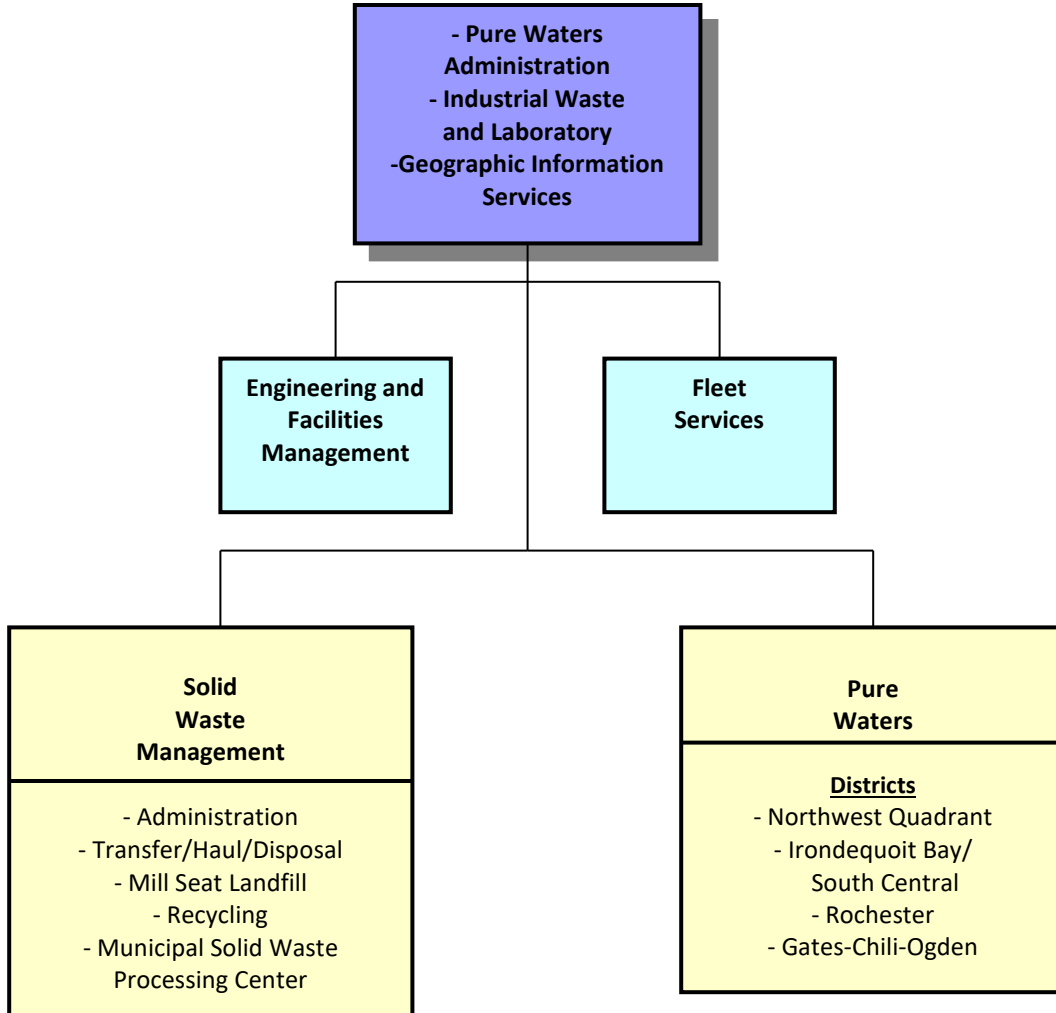 - Pure Waters
Administration
- Industrial Waste
and Laboratory
-Geographic Information
Services
Engineering and
Facilities
Management
Fleet
Services
Solid
Waste
Management
- Administration
- Transfer/Haul/Disposal
- Mill Seat Landfill
- Recycling
- Municipal Solid Waste
Processing Center
Pure
Waters
Districts
- Northwest Quadrant
- Irondequoit Bay/
South Central
- Rochester
- Gates-Chili-Ogden